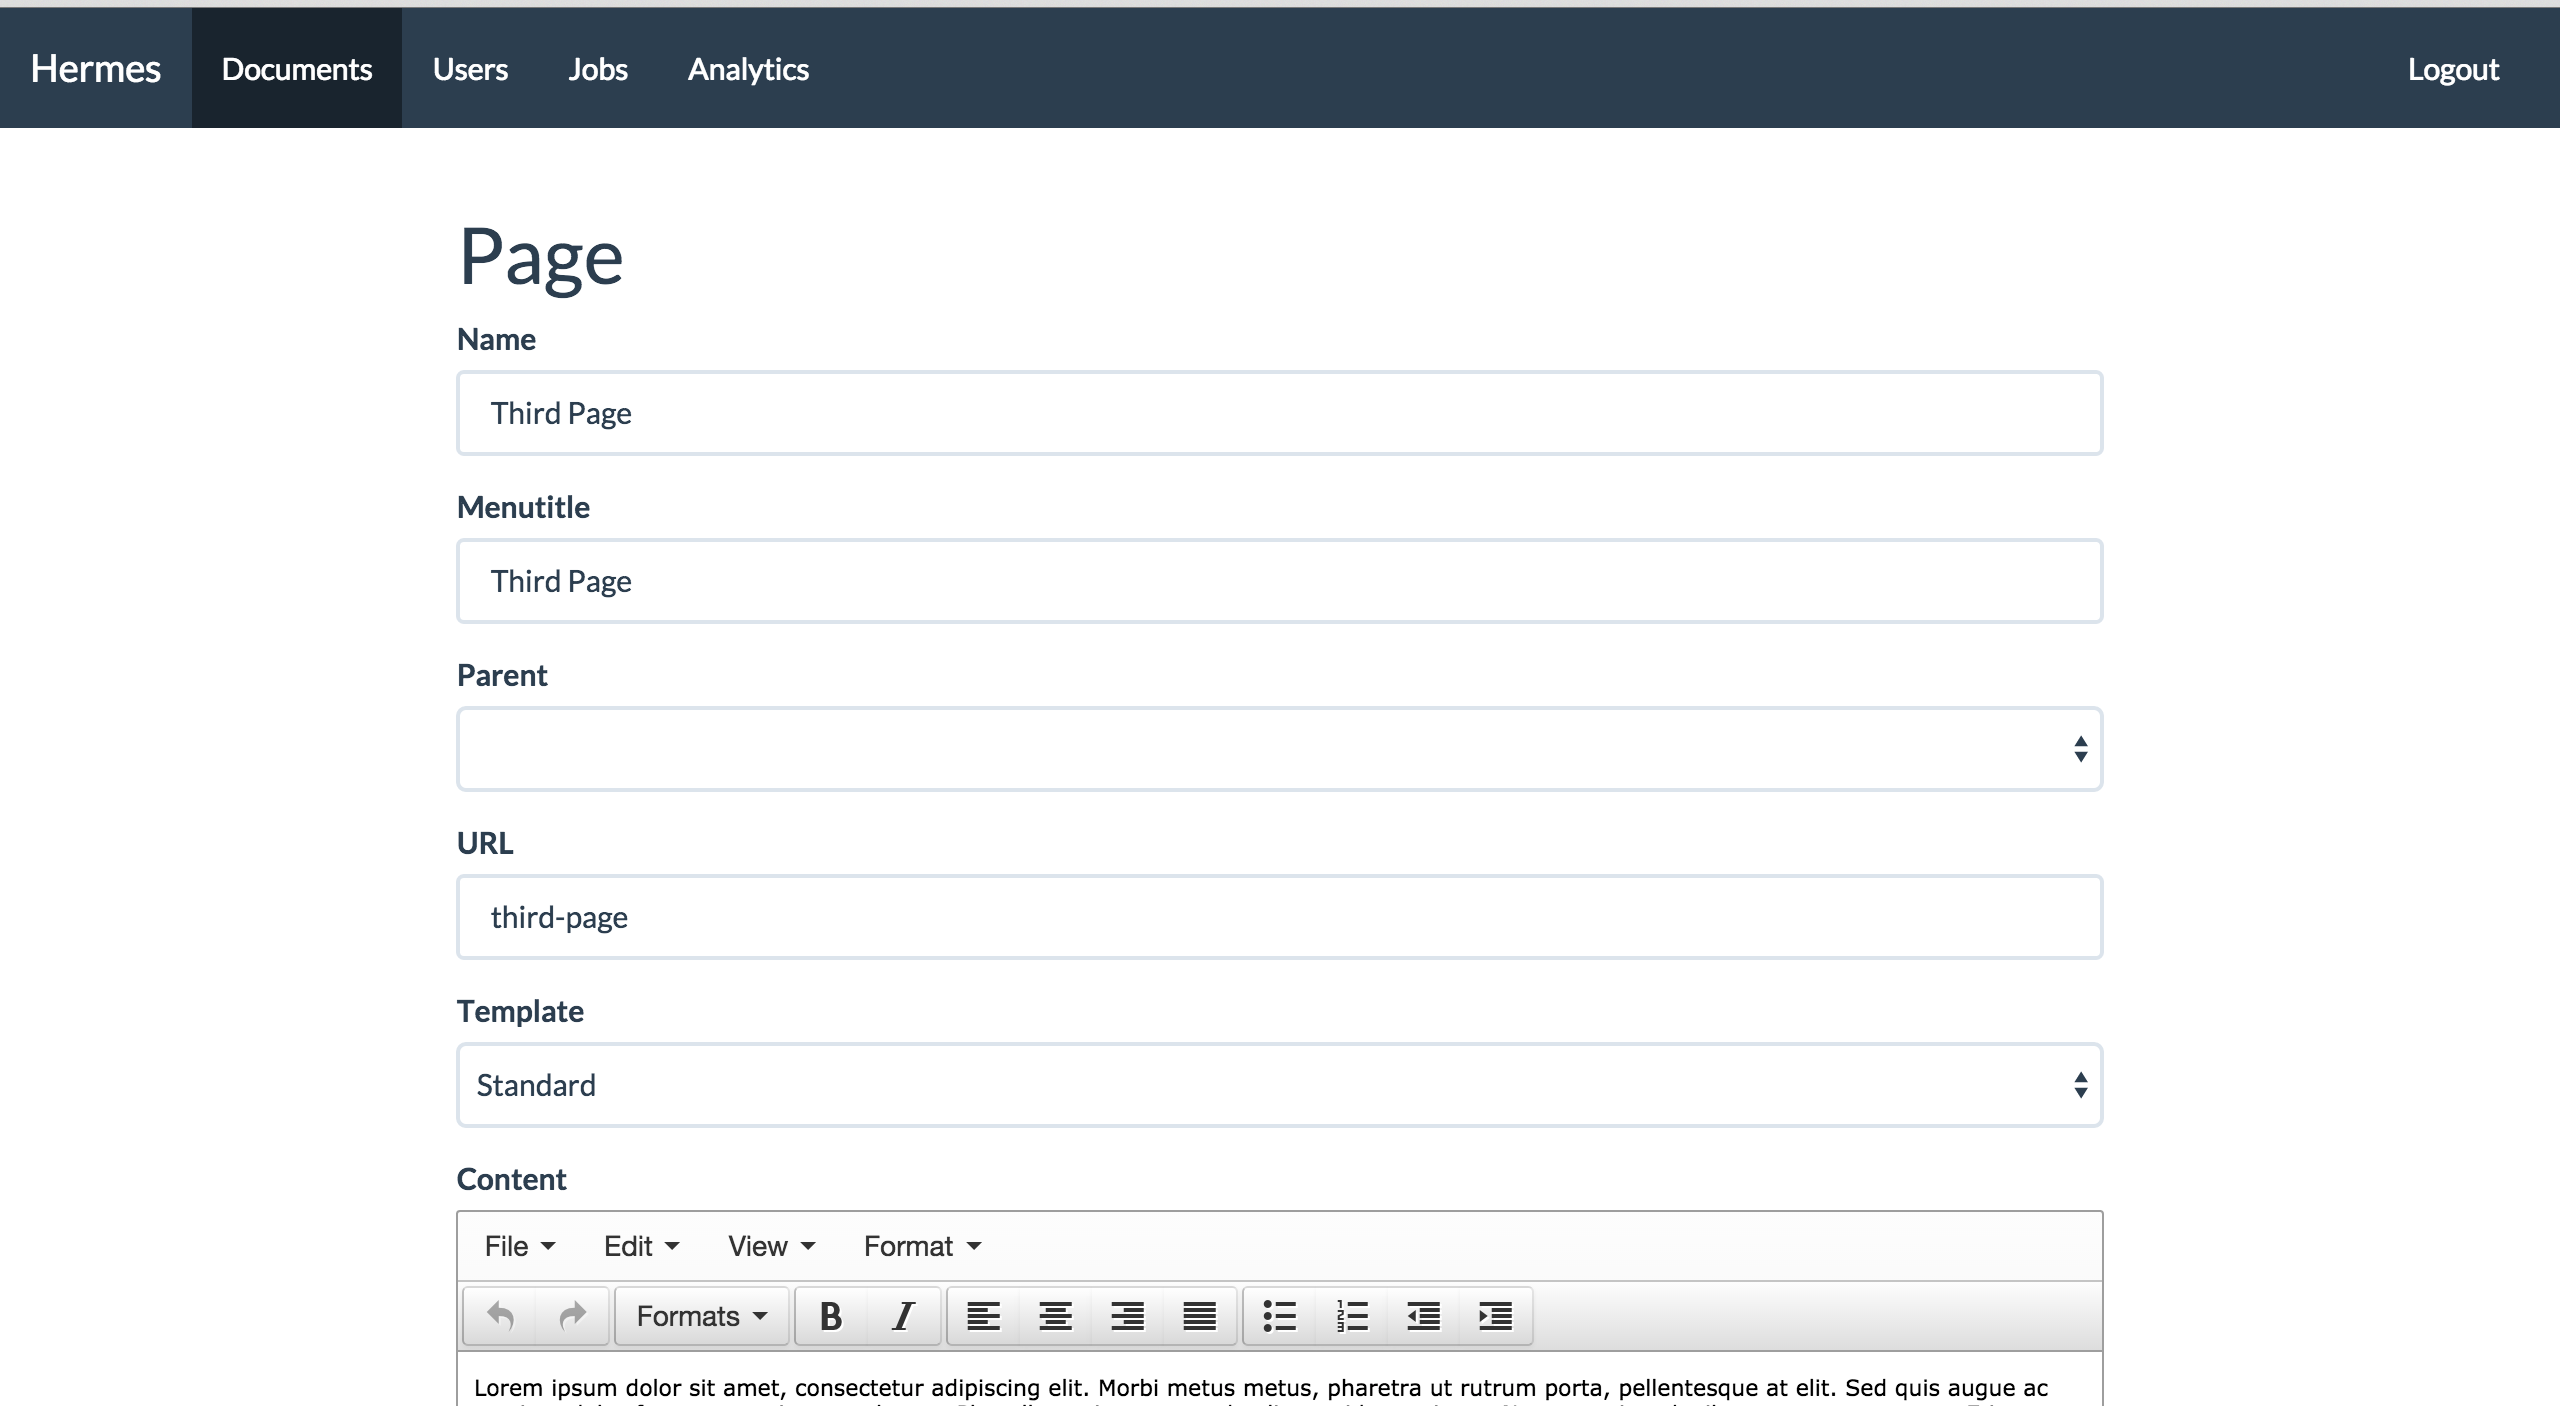 Hermes Documents Users Jobs Analytics Logout
Page
Name
Third Page
Menutitle
Third Page
Parent
URL
third-page
Template
Standard
Content
File Edit View Format
Formats B I
Lorem ipsum dolor sit amet, consectetur adipiscing elit. Morbi metus metus, pharetra ut rutrum porta, pellentesque at elit. Sed quis augue ac